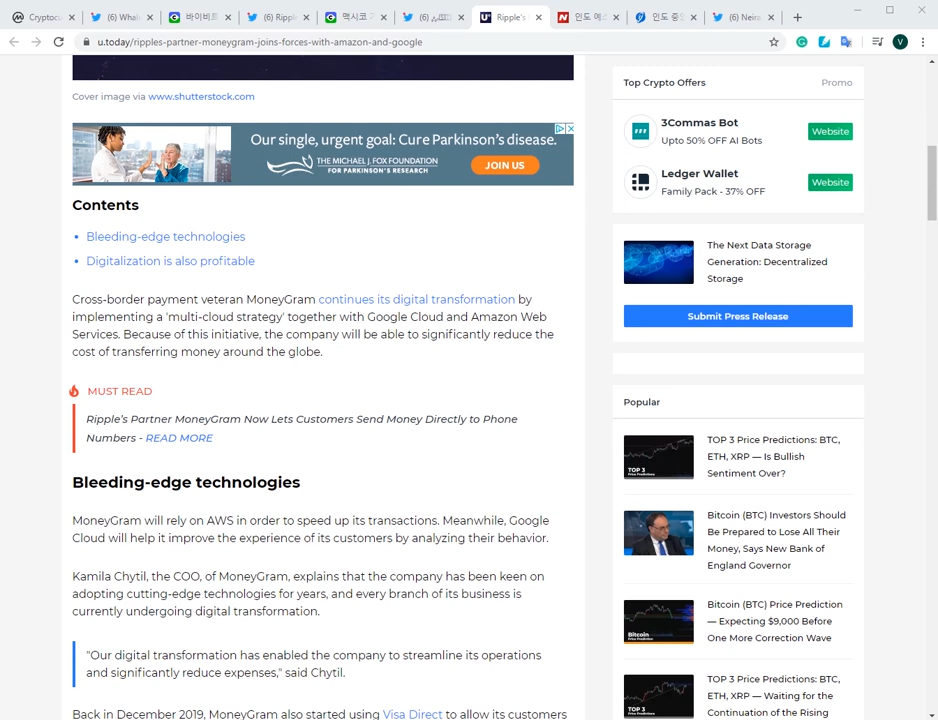 Cryptocu
(6) Whale
바이비트
(6) Ripple
멕시코
(6)
Ripple's
인도
인도
(6) Neira
u.today/ripples-partner-moneygram-joins-forces-with-amazon-and-google
V
Cover image via www.shutterstock.com
Our single, urgent goal: Cure Parkinson's disease.
THE MICHAEL J. FOX FOUNDATION
FOR PARKINSON'S RESEARCH
JOIN US
Contents
Bleeding-edge technologies
Digitalization is also profitable
Cross-border payment veteran MoneyGram continues its digital transformation by
implementing a 'multi-cloud strategy' together with Google Cloud and Amazon Web
Services. Because of this initiative, the company will be able to significantly reduce the
cost of transferring money around the globe.
MUST READ
Ripple's Partner MoneyGram Now Lets Customers Send Money Directly to Phone
Numbers - READ MORE
Bleeding-edge technologies
MoneyGram will rely on AWS in order to speed up its transactions. Meanwhile, Google
Cloud will help it improve the experience of its customers by analyzing their behavior.
Kamila Chytil, the COO, of MoneyGram, explains that the company has been keen on
adopting cutting-edge technologies for years, and every branch of its business is
currently undergoing digital transformation.
"Our digital transformation has enabled the company to streamline its operations
and significantly reduce expenses," said Chytil.
Back in December 2019, MoneyGram also started using Visa Direct to allow its customers
Top Crypto Offers
Promo
3Commas Bot
Upto 50% OFF AI Bots
Website
Ledger Wallet
Family Pack - 37% OFF
Website
The Next Data Storage
Generation: Decentralized
Storage
Submit Press Release
Popular
TOP 3
TOP 3 Price Predictions: BTC,
ETH, XRP — Is Bullish
Sentiment Over?
Bitcoin (BTC) Investors Should
Be Prepared to Lose All Their
Money, Says New Bank of
England Governor
Bitcoin
Bitcoin (BTC) Price Prediction
— Expecting $9,000 Before
One More Correction Wave
TOP 3
TOP 3 Price Predictions: BTC,
ETH, XRP — Waiting for the
Continuation of the Rising